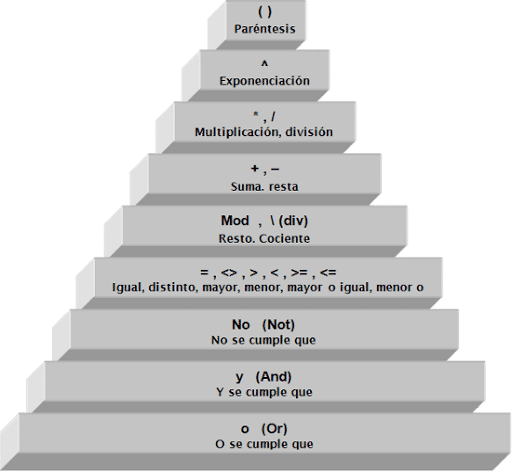 ( )
Paréntesis
^
Exponenciación
* , /
Multiplicación, división
+ , –
Suma. resta
Mod , \ (div)
Resto. Cociente
= , <> , > , < , >= , <=
Igual, distinto, mayor, menor, mayor o igual, menor o
No (Not)
No se cumple que
y (And)
Y se cumple que
o (Or)
O se cumple que